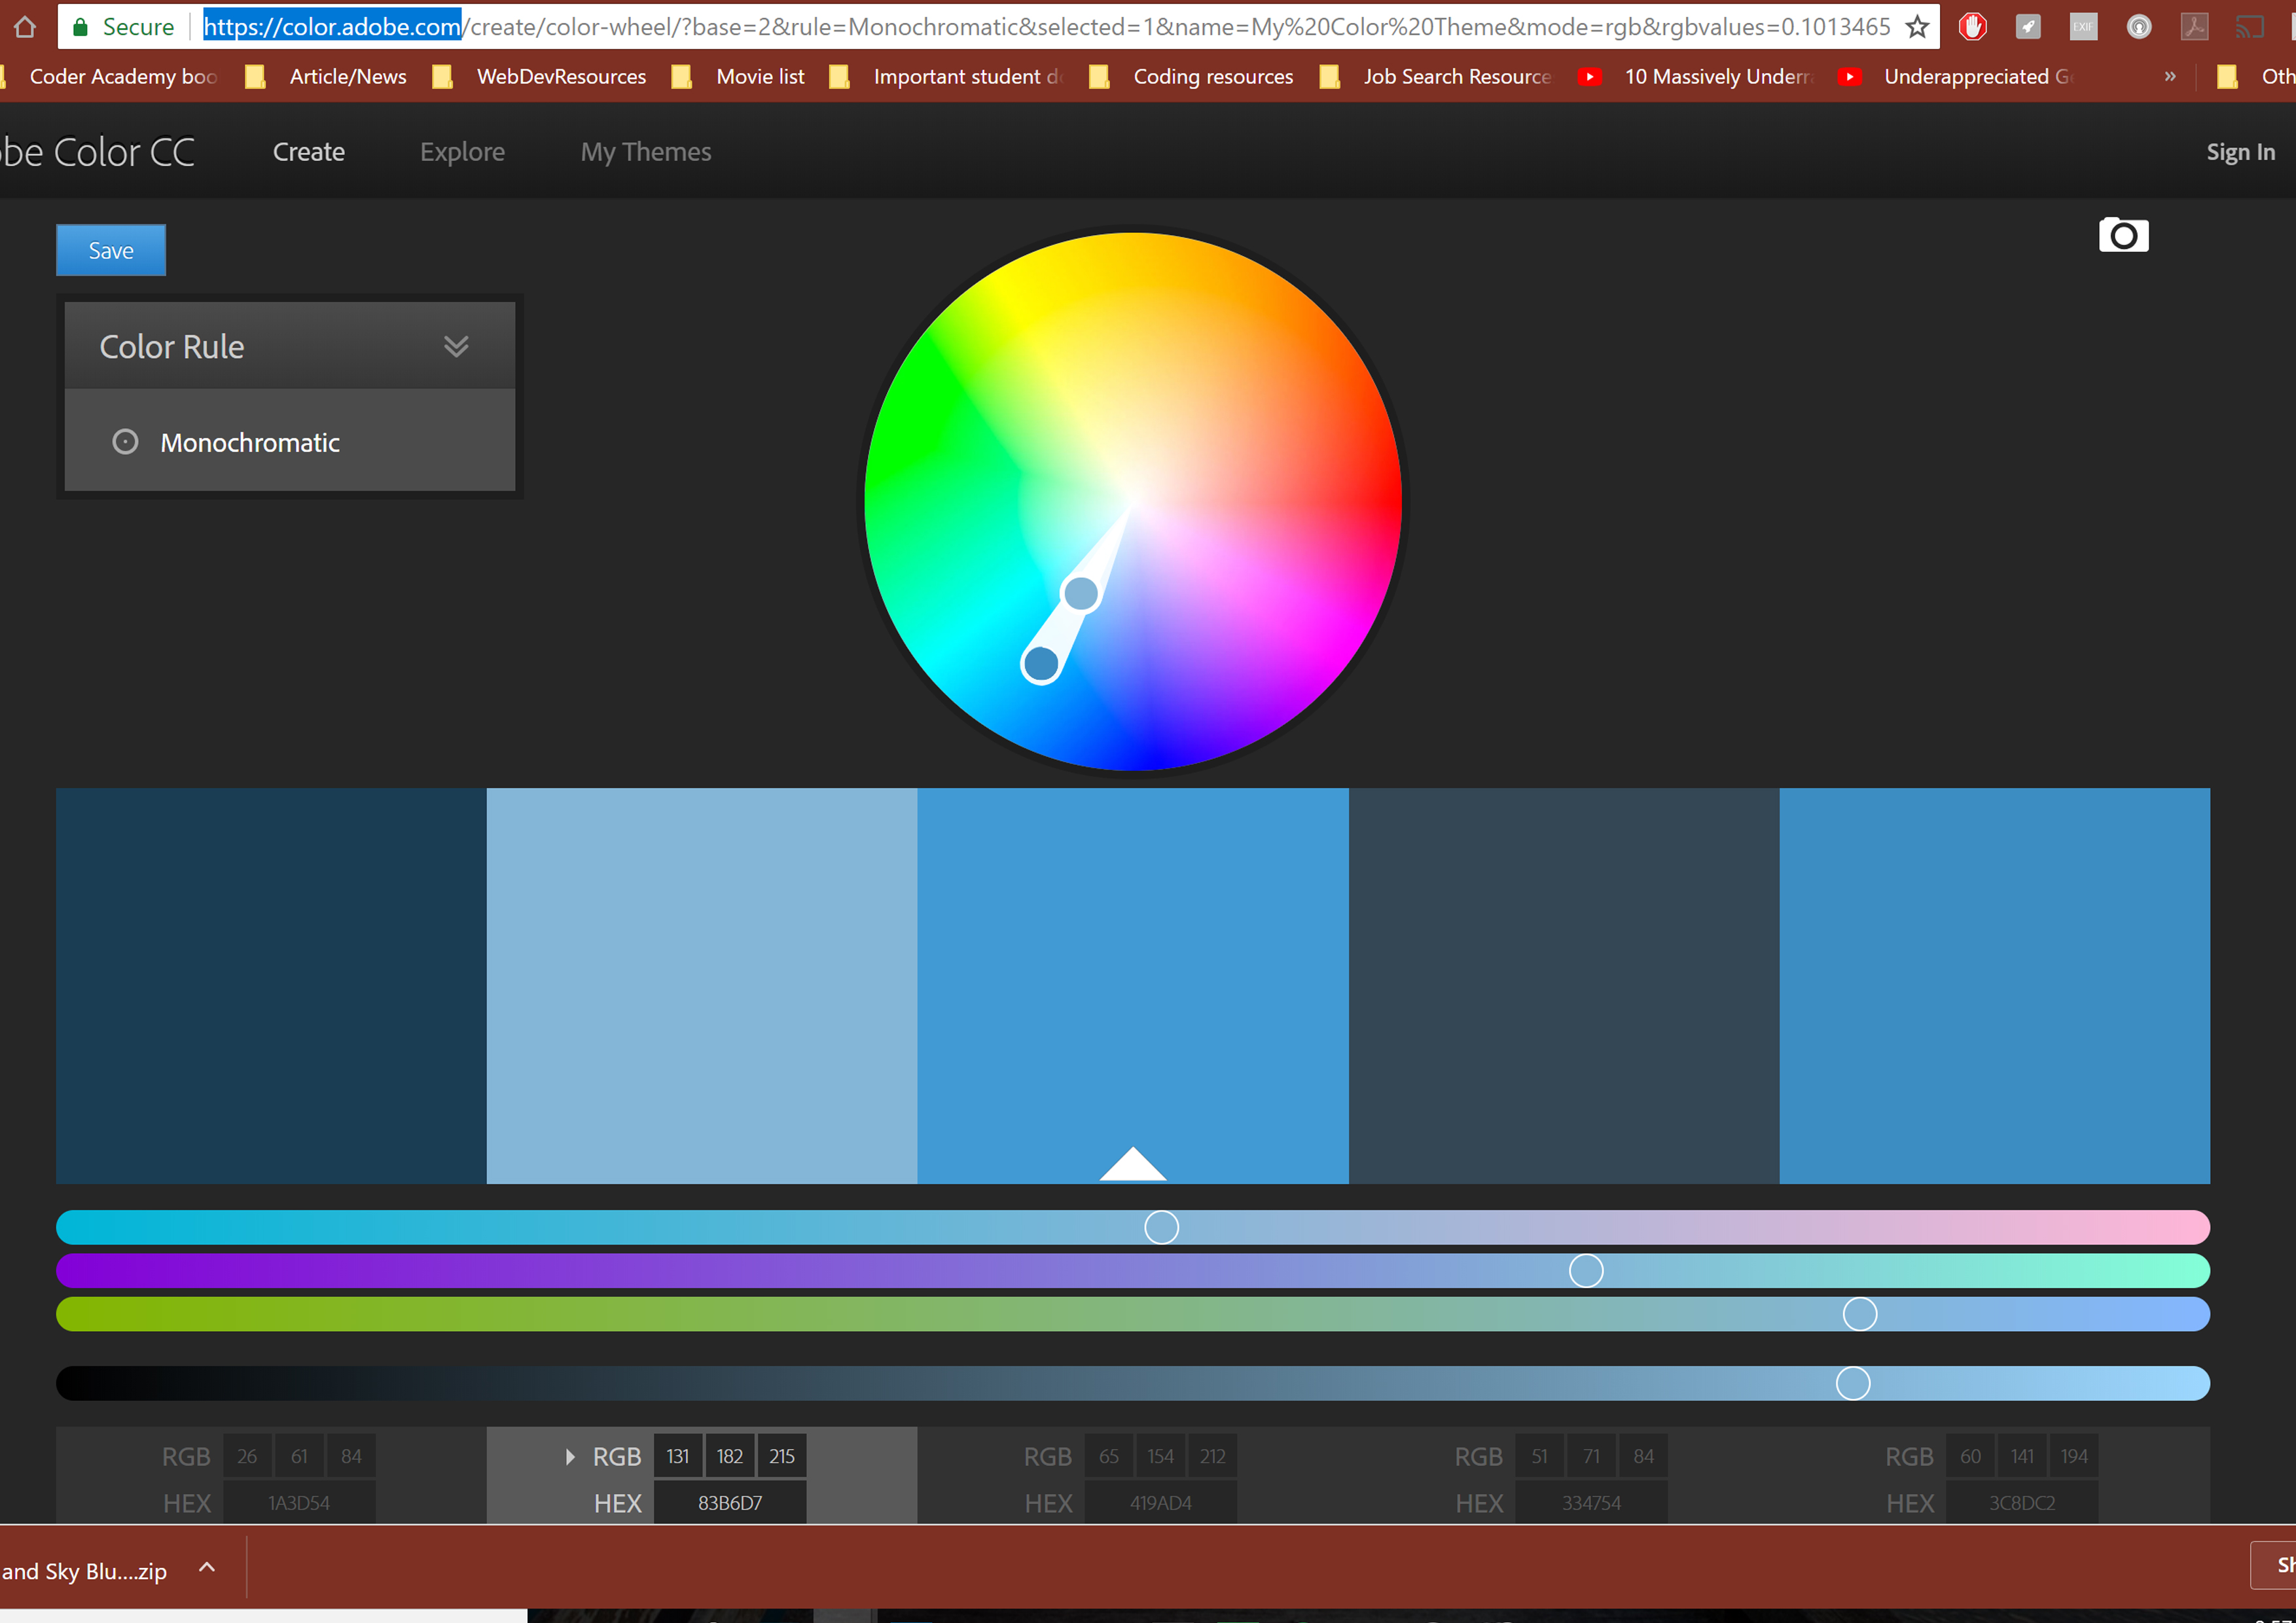 Secure https://color.adobe.com/create/color-wheel/?base=2&rule=Monochromatic&selected=1&name=My%20Color%20Theme&mode=rgb&rgbvalues=0.1013465
EXIF
Coder Academy boo Article/News WebDevResources Movie list Important student d Coding resources Job Search Resource 10 Massively Underr Underappreciated G » Oth
be Color CC Create Explore My Themes Sign In
Save
Color Rule
Monochromatic
RGB 26 61 84 RGB 131 182 215 RGB 65 154 212 RGB 51 71 84 RGB 60 141 194
HEX 1A3D54 HEX 83B6D7 HEX 419AD4 HEX 334754 HEX 3C8DC2
and Sky Blu....zip Sh